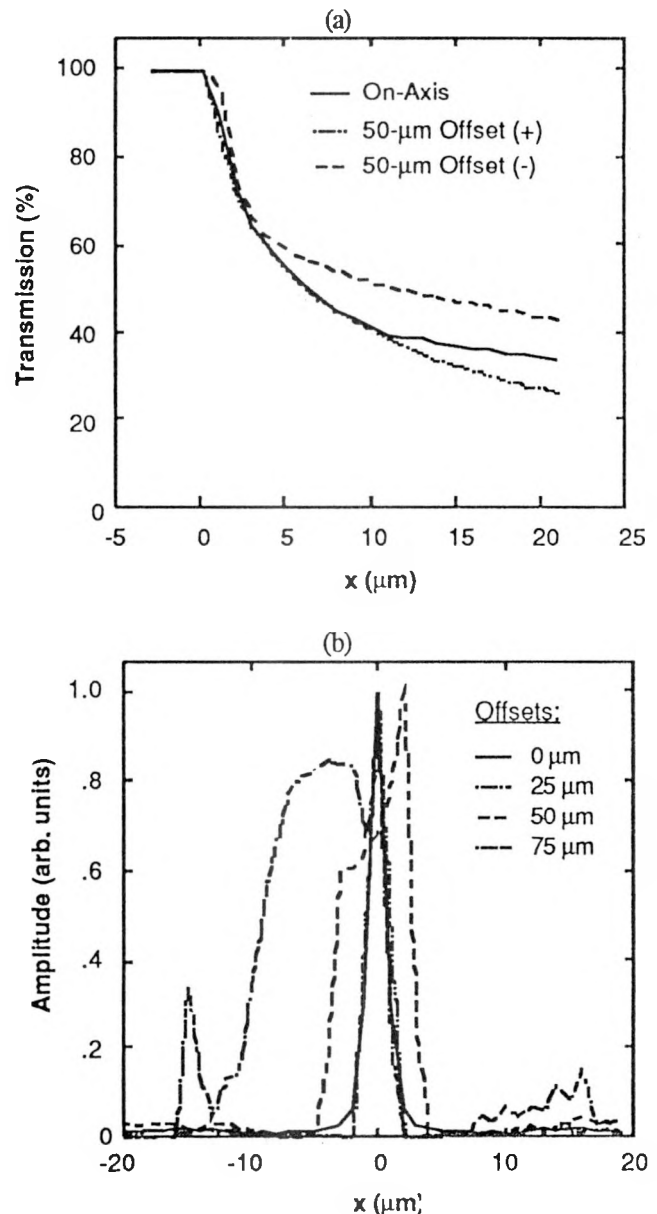 (a)
100
80
60
40
20
0
Transmission (%)
On-Axis
50-μm Offset (+)
50-μm Offset (-)
-5 0 5 10 15 20 25
x (μm)
(b)
1.0
.8
.6
.4
.2
0
Amplitude (arb. units)
Offsets:
0 μm
25 μm
50 μm
75 μm
-20 -10 0 10 20
x (μm)